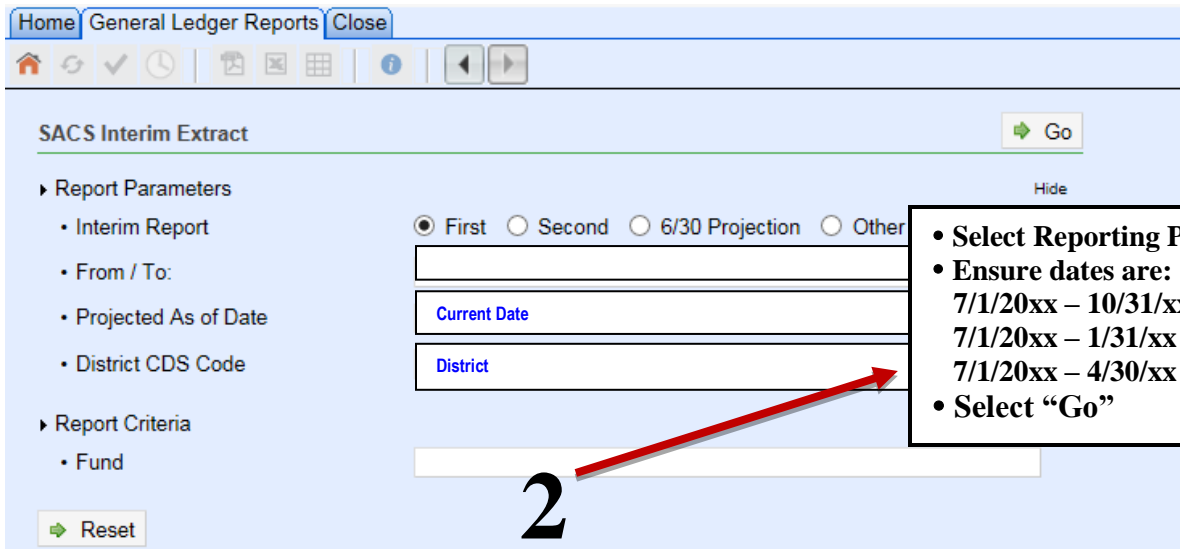 Home General Ledger Reports Close
SACS Interim Extract Go
Report Parameters Hide
• Interim Report First Second 6/30 Projection Other
• From / To:
• Projected As of Date Current Date
• District CDS Code District
Report Criteria
• Fund
Reset
2
• Select Reporting
• Ensure dates are:
7/1/20xx – 10/31/xx
7/1/20xx – 1/31/xx
7/1/20xx – 4/30/xx
• Select “Go”